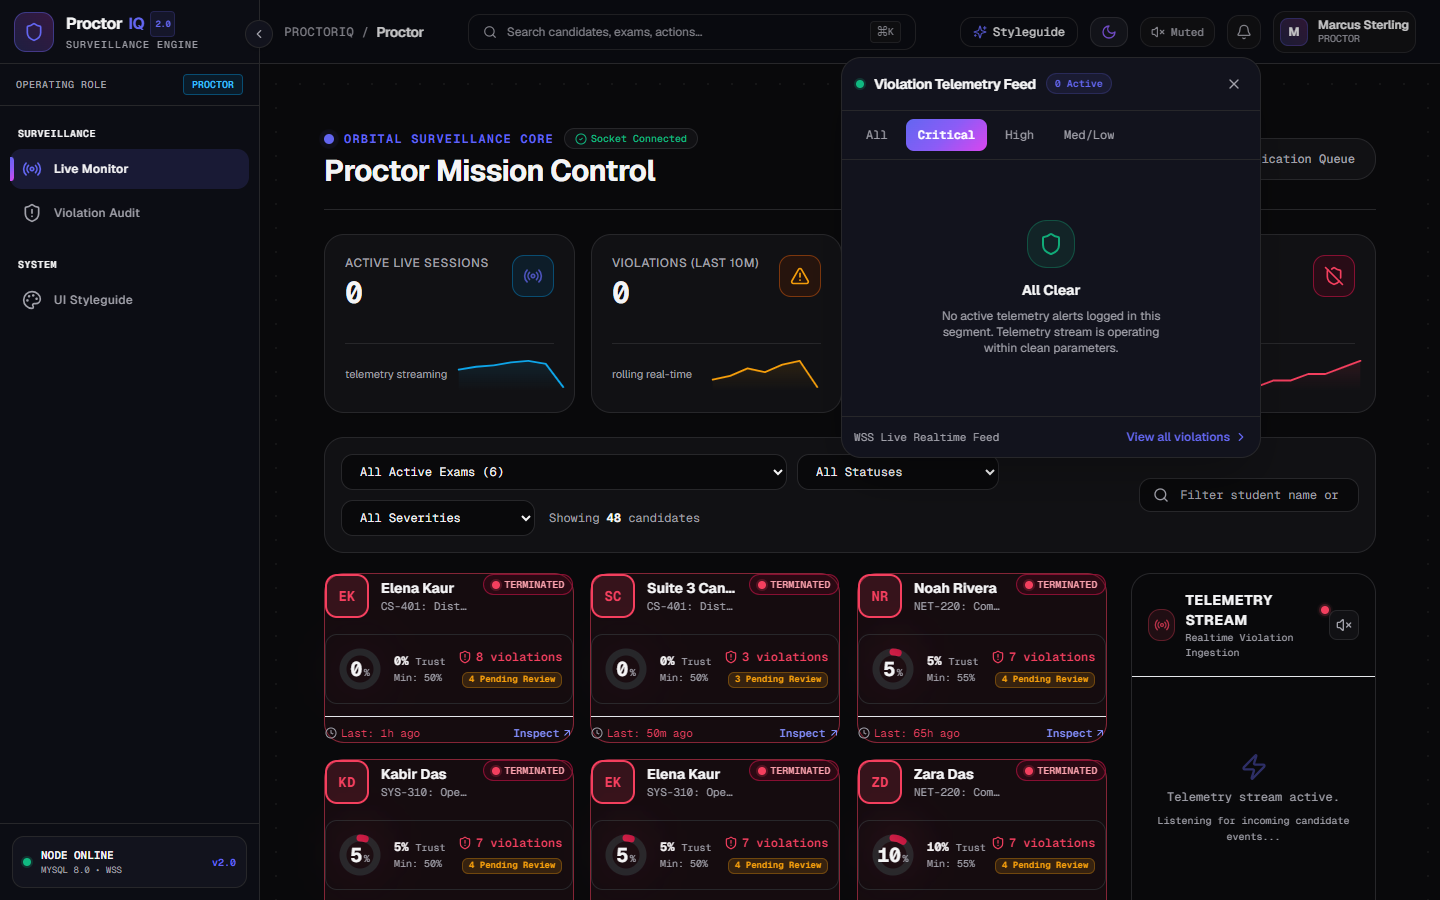 Proctor IQ 2.0
SURVEILLANCE ENGINE
PROCTORIQ / Proctor
Search candidates, exams, actions...
⌘K
Styleguide
Muted
M
Marcus Sterling
PROCTOR
OPERATING ROLE
PROCTOR
SURVEILLANCE
Live Monitor
Violation Audit
SYSTEM
UI Styleguide
NODE ONLINE
MYSQL 8.0 • WSS
v2.0
ORBITAL SURVEILLANCE CORE
Socket Connected
Proctor Mission Control
ication Queue
Violation Telemetry Feed
0 Active
All
Critical
High
Med/Low
All Clear
No active telemetry alerts logged in this
segment. Telemetry stream is operating
within clean parameters.
WSS Live Realtime Feed
View all violations
ACTIVE LIVE SESSIONS
0
telemetry streaming
VIOLATIONS (LAST 10M)
0
rolling real-time
All Active Exams (6)
All Statuses
All Severities
Showing 48 candidates
Filter student name or
EK
Elena Kaur
CS-401: Dist…
TERMINATED
0%
0% Trust
Min: 50%
8 violations
4 Pending Review
Last: 1h ago
Inspect
SC
Suite 3 Can…
CS-401: Dist…
TERMINATED
0%
0% Trust
Min: 50%
3 violations
3 Pending Review
Last: 50m ago
Inspect
NR
Noah Rivera
NET-220: Com…
TERMINATED
5%
5% Trust
Min: 55%
7 violations
4 Pending Review
Last: 65h ago
Inspect
KD
Kabir Das
SYS-310: Ope…
TERMINATED
5%
5% Trust
Min: 50%
7 violations
4 Pending Review
EK
Elena Kaur
SYS-310: Ope…
TERMINATED
5%
5% Trust
Min: 50%
7 violations
4 Pending Review
ZD
Zara Das
NET-220: Com…
TERMINATED
10%
10% Trust
Min: 55%
7 violations
4 Pending Review
TELEMETRY
STREAM
Realtime Violation
Ingestion
Telemetry stream active.
Listening for incoming candidate
events...